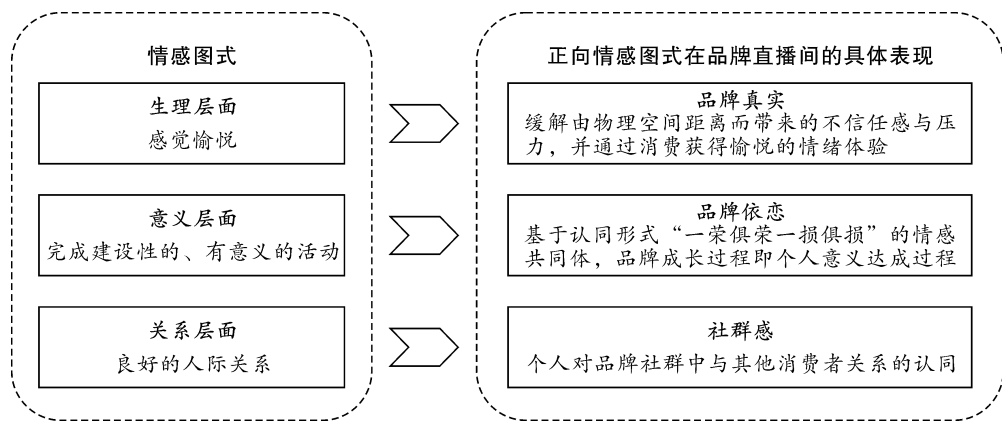 情感图式
生理层面
感觉愉悦
意义层面
完成建设性的、有意义的活动
关系层面
良好的人际关系
正向情感图式在品牌直播间的具体表现
品牌真实
缓解由物理空间距离而带来的不信任感与压
力，并通过消费获得愉悦的情绪体验
品牌依恋
基于认同形式“一荣俱荣一损俱损”的情感
共同体，品牌成长过程即个人意义达成过程
社群感
个人对品牌社群中与其他消费者关系的认同